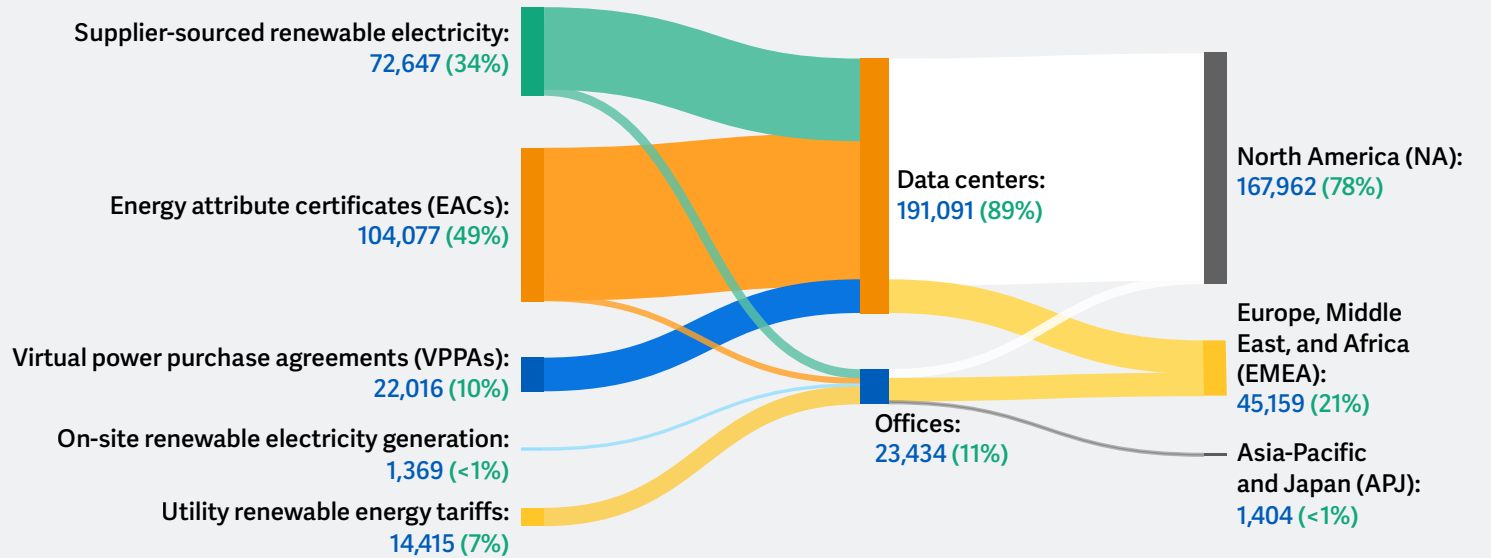 Supplier-sourced renewable electricity:
72,647 (34%)
Energy attribute certificates (EACs):
104,077 (49%)
Virtual power purchase agreements (VPPAs):
22,016 (10%)
On-site renewable electricity generation:
1,369 (<1%)
Utility renewable energy tariffs:
14,415 (7%)
Data centers:
191,091 (89%)
Offices:
23,434 (11%)
North America (NA):
167,962 (78%)
Europe, Middle
East, and Africa
(EMEA):
45,159 (21%)
Asia-Pacific
and Japan (APJ):
1,404 (<1%)